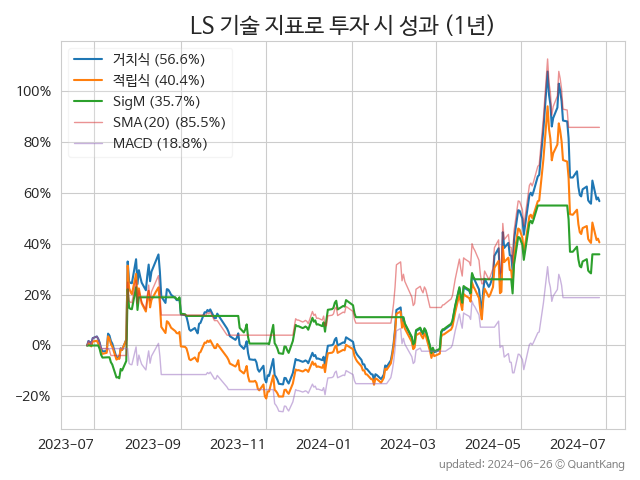 LS 기술 지표로 투자 시 성과 (1년)
거치식 (56.6%)
적립식 (40.4%)
SigM (35.7%)
SMA(20) (85.5%)
MACD (18.8%)
100%
80%
60%
40%
20%
0%
−20%
2023-07 2023-09 2023-11 2024-01 2024-03 2024-05 2024-07
updated: 2024-06-26 ⓒ QuantKang